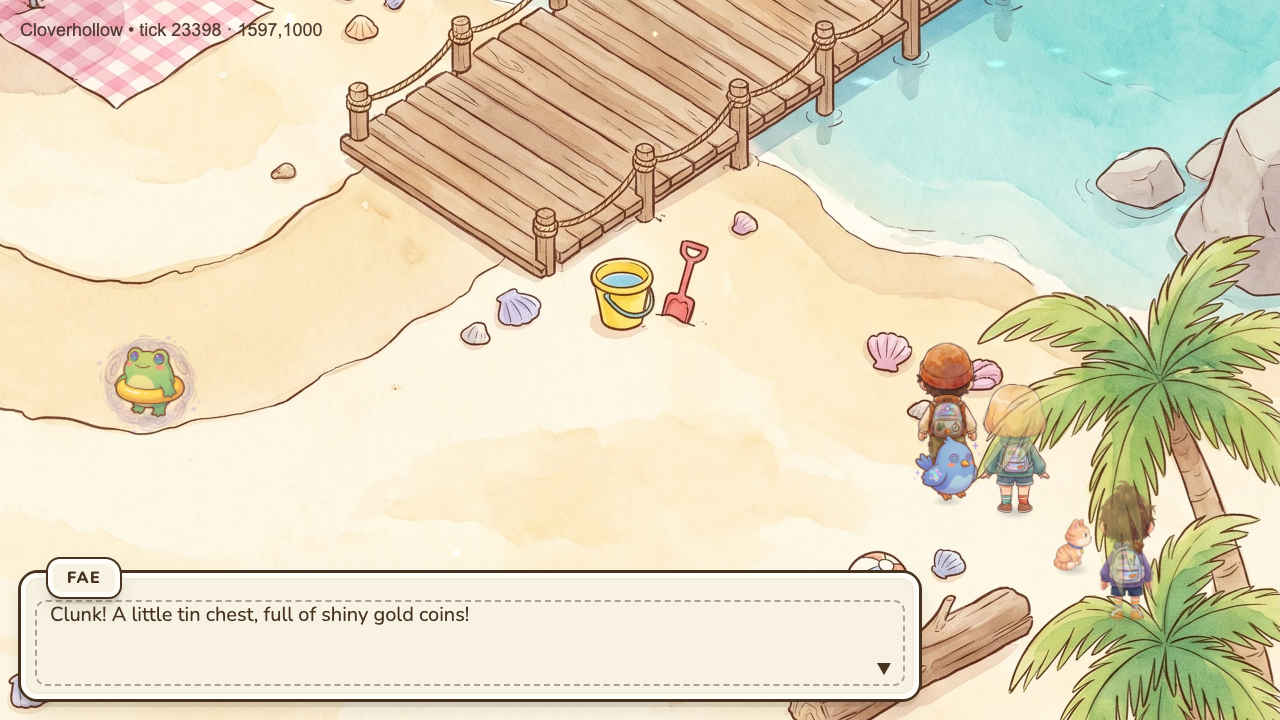 Cloverhollow • tick 23398 · 1597,1000
FAE
Clunk! A little tin chest, full of shiny gold coins!